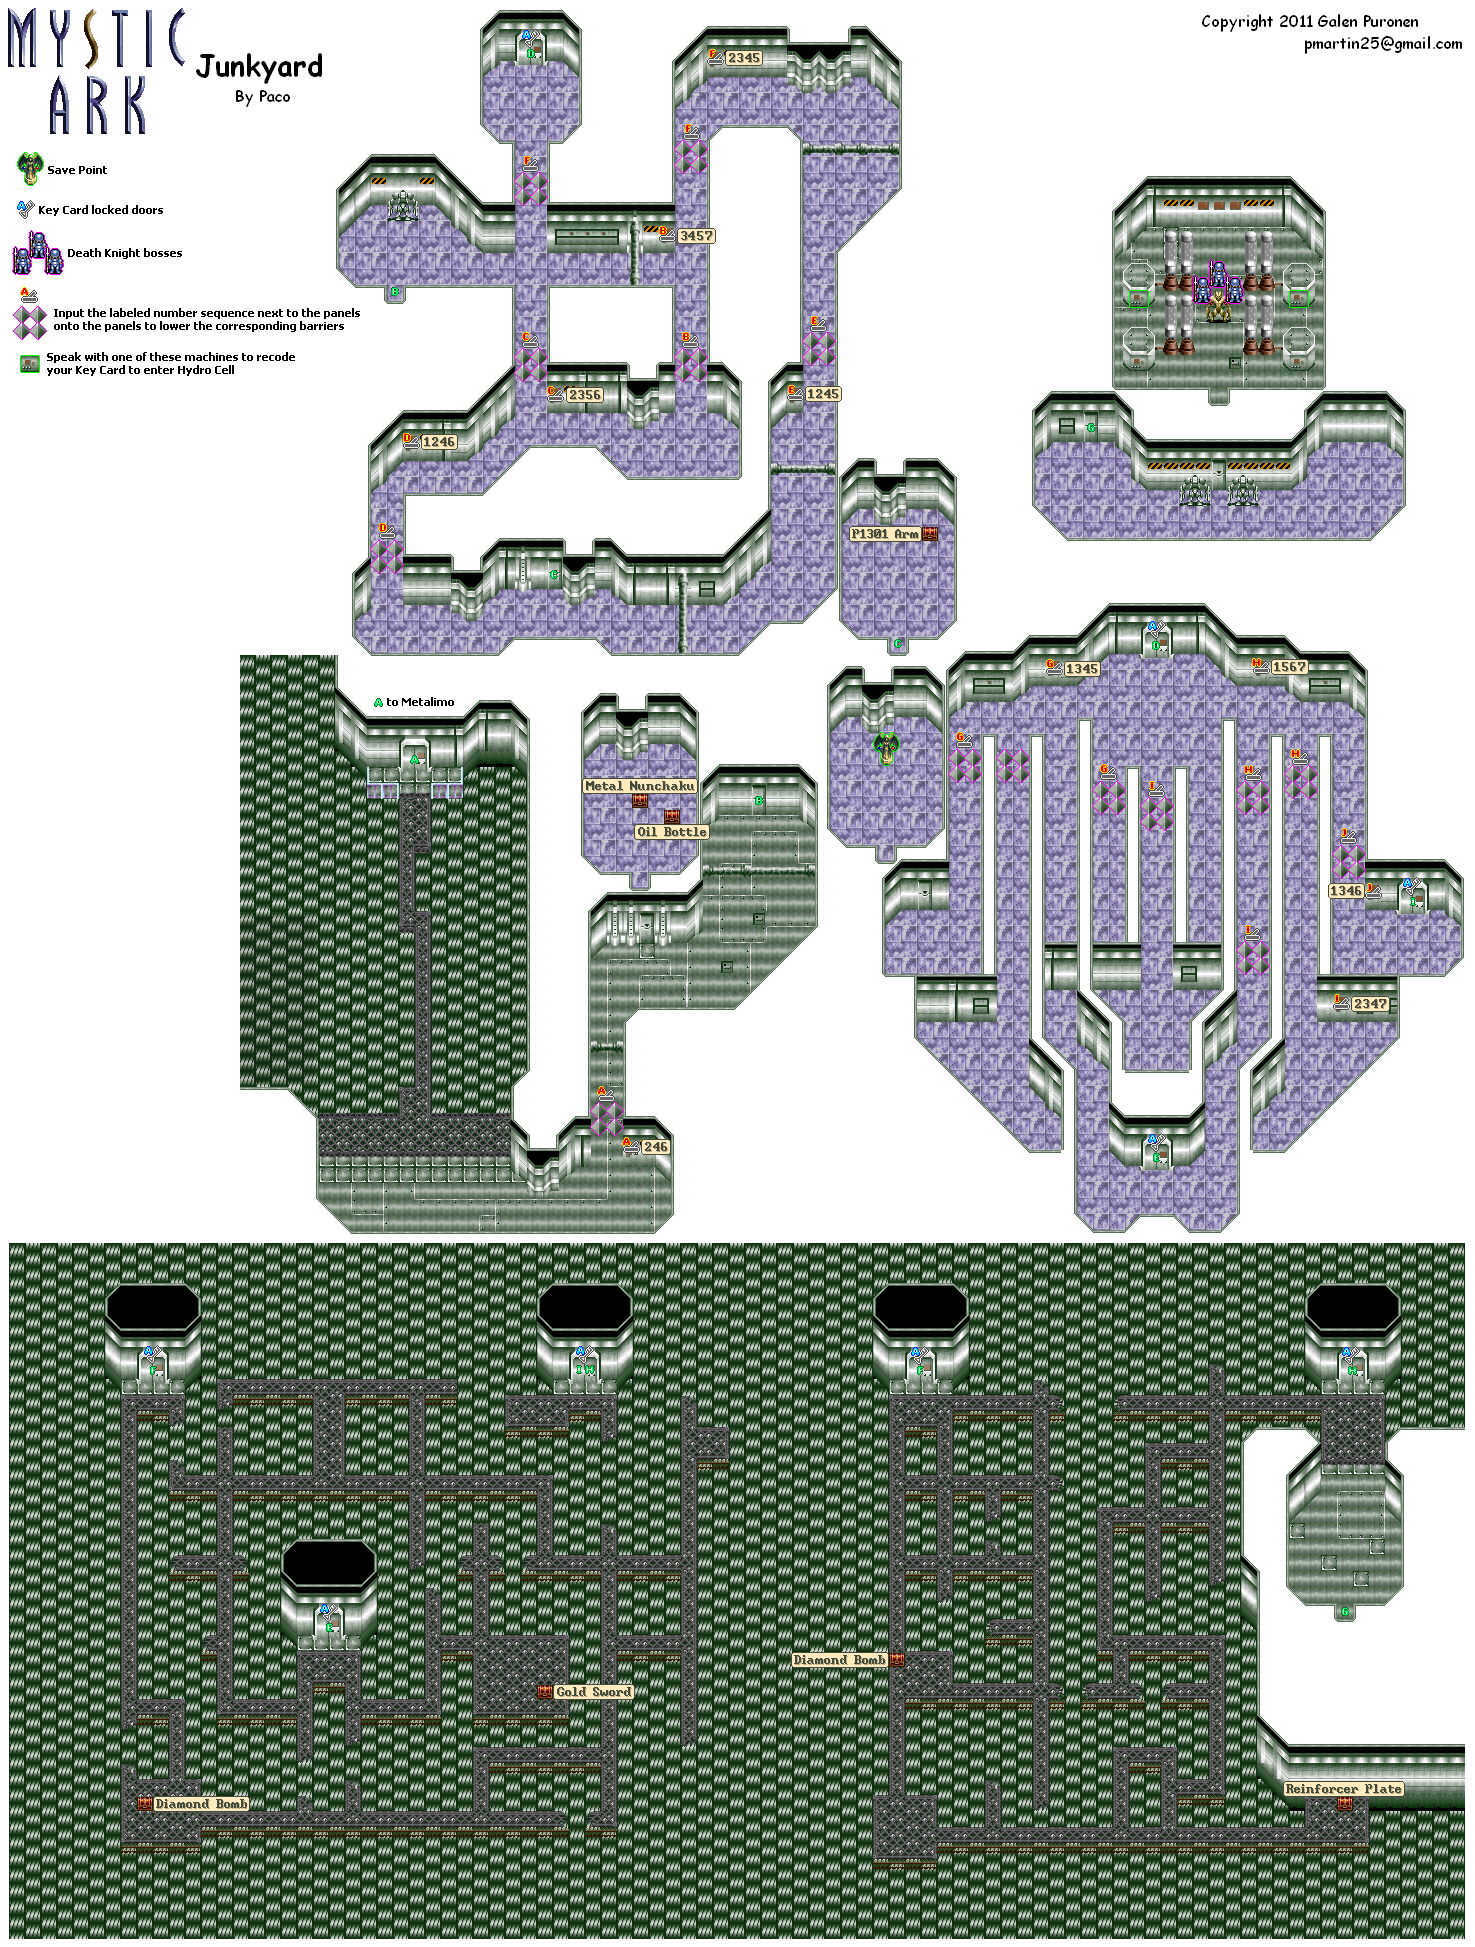 MYSTIC
ARK
Junkyard
By Paco
Copyright 2011 Galen Puronen
pmartin25@gmail.com
Save Point
A Key Card locked doors
Death Knight bosses
A
Input the labeled number sequence next to the panels
onto the panels to lower the corresponding barriers
Speak with one of these machines to recode
your Key Card to enter Hydro Cell
A
D
F 2345
F
F
B 3457
B
C
B
E
C 2356
E 1245
D 1246
D
C
P1301 Arm
C
G
A
D
G 1345
H 1567
A to Metalimo
A
G
G
I
H
H
J
1346 J
A
I
I
I 2347
Metal Nunchaku
Oil Bottle
B
A
A 246
A
E
A
F
A
I H
A
F
A
H
A
E
G
Diamond Bomb
Gold Sword
Diamond Bomb
Reinforcer Plate